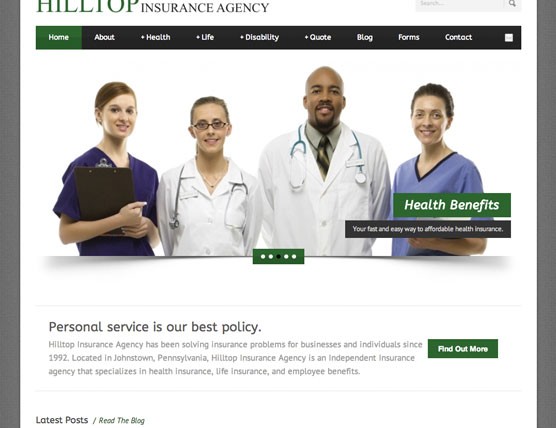 HILLTOP INSURANCE AGENCY
Search...
Home About + Health + Life + Disability + Quote Blog Forms Contact
Health Benefits
Your fast and easy way to affordable health insurance.
Personal service is our best policy.
Hilltop Insurance Agency has been solving insurance problems for businesses and individuals since
1992. Located in Johnstown, Pennsylvania, Hilltop Insurance Agency is an Independent Insurance
agency that specializes in health insurance, life insurance, and employee benefits.
Find Out More
Latest Posts / Read The Blog